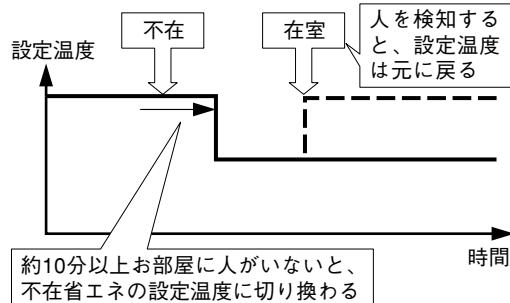 不在
在室
人を検知する
と、設定温度
は元に戻る
設定温度
時間
約10分以上お部屋に人がいないと、
不在省エネの設定温度に切り換わる